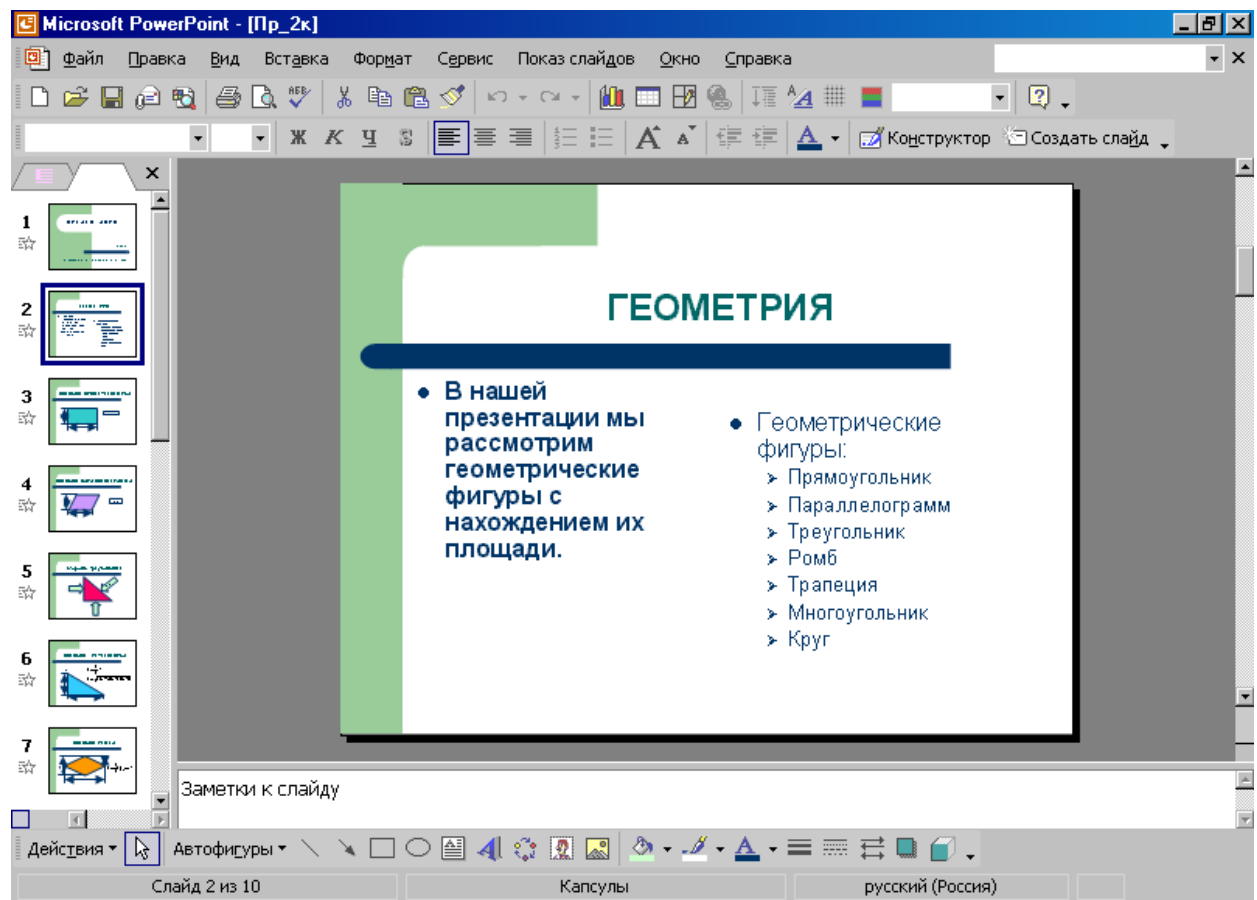 Microsoft PowerPoint - [Пр_2к]
Файл Правка Вид Вставка Формат Сервис Показ слайдов Окно Справка
Ж К Ч S Конструктор Создать слайд
1
2
3
4
5
6
7
ГЕОМЕТРИЯ
В нашей
презентации мы
рассмотрим
геометрические
фигуры с
нахождением их
площади.
Геометрические
фигуры:
Прямоугольник
Параллелограмм
Треугольник
Ромб
Трапеция
Многоугольник
Круг
Заметки к слайду
Действия Автофигуры
Слайд 2 из 10 Капсулы русский (Россия)